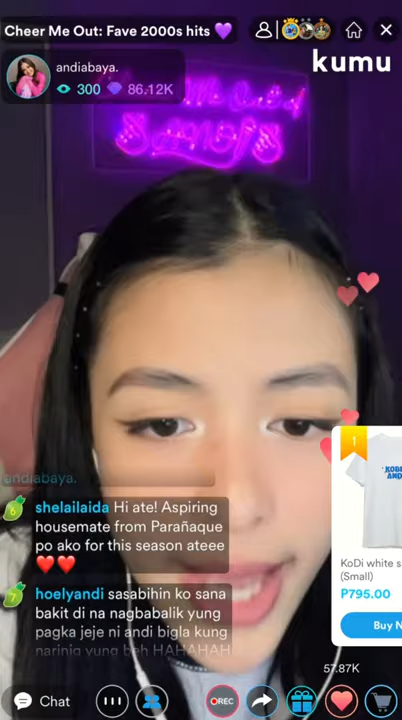 Cheer Me Out: Fave 2000s hits 💜
kumu
andiabaya.
300 86.12K
andiabaya.
shelailaida Hi ate! Aspiring
housemate from Parañaque
po ako for this season ateee
❤️❤️
hoelyandi sasabihin ko sana
bakit di na nagbabalik yung
pagka jeje ni andi bigla kung
narinig yung beh HAHAHAH
1
KoDi white s
(Small)
₱795.00
Buy N
57.87K
Chat
REC